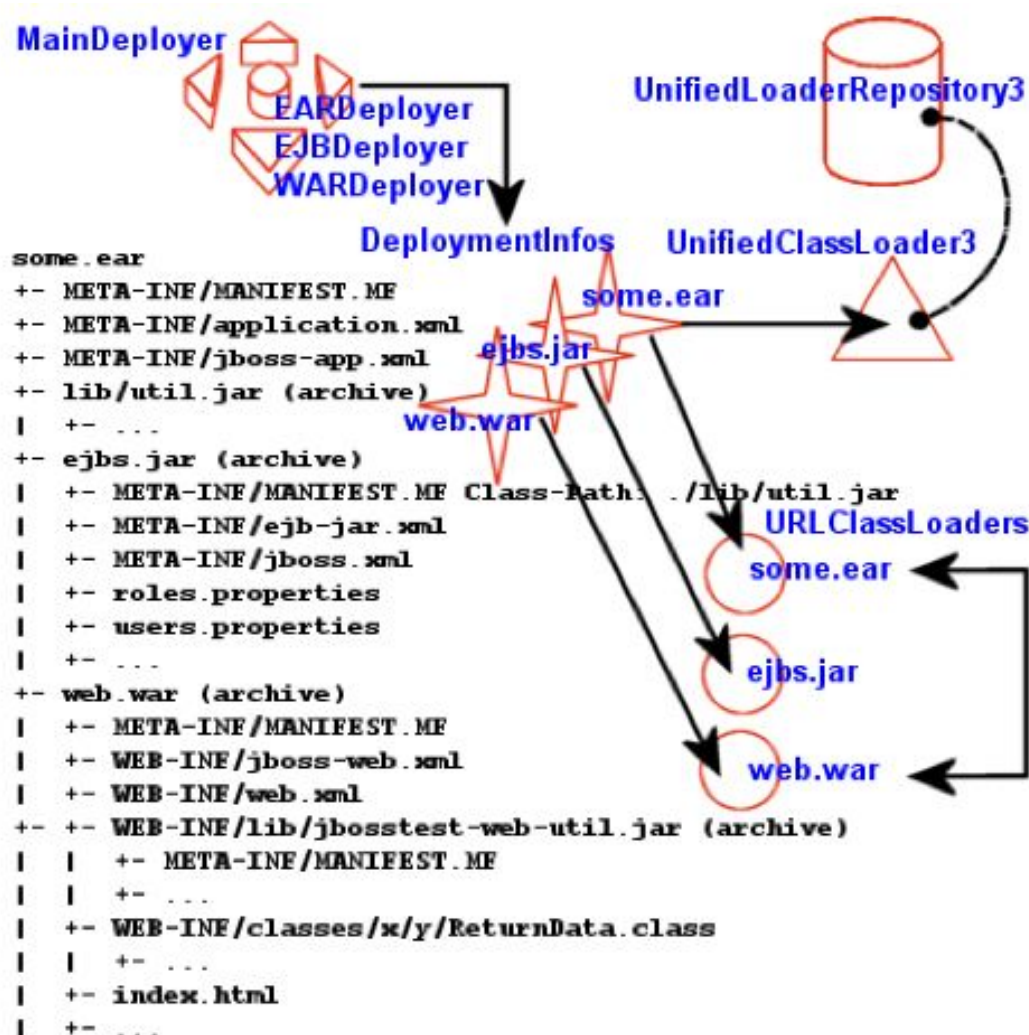 MainDeployer
EARDeployer
EJBDeployer
WARDeployer
UnifiedLoaderRepository3
DeploymentInfos
UnifiedClassLoader3
some.ear
ejbs.jar
web.war
URLClassLoaders
some.ear
ejbs.jar
web.war
some.ear
+- META-INF/MANIFEST.MF
+- META-INF/application.xml
+- META-INF/jboss-app.xml
+- lib/util.jar (archive)
|  +- ...
+- ejbs.jar (archive)
|  +- META-INF/MANIFEST.MF Class-Path: ./lib/util.jar
|  +- META-INF/ejb-jar.xml
|  +- META-INF/jboss.xml
|  +- roles.properties
|  +- users.properties
|  +- ...
+- web.war (archive)
|  +- META-INF/MANIFEST.MF
|  +- WEB-INF/jboss-web.xml
|  +- WEB-INF/web.xml
+- +- WEB-INF/lib/jbosstest-web-util.jar (archive)
|  |  +- META-INF/MANIFEST.MF
|  |  +- ...
|  +- WEB-INF/classes/x/y/ReturnData.class
|  |  +- ...
|  +- index.html
|  +- ...